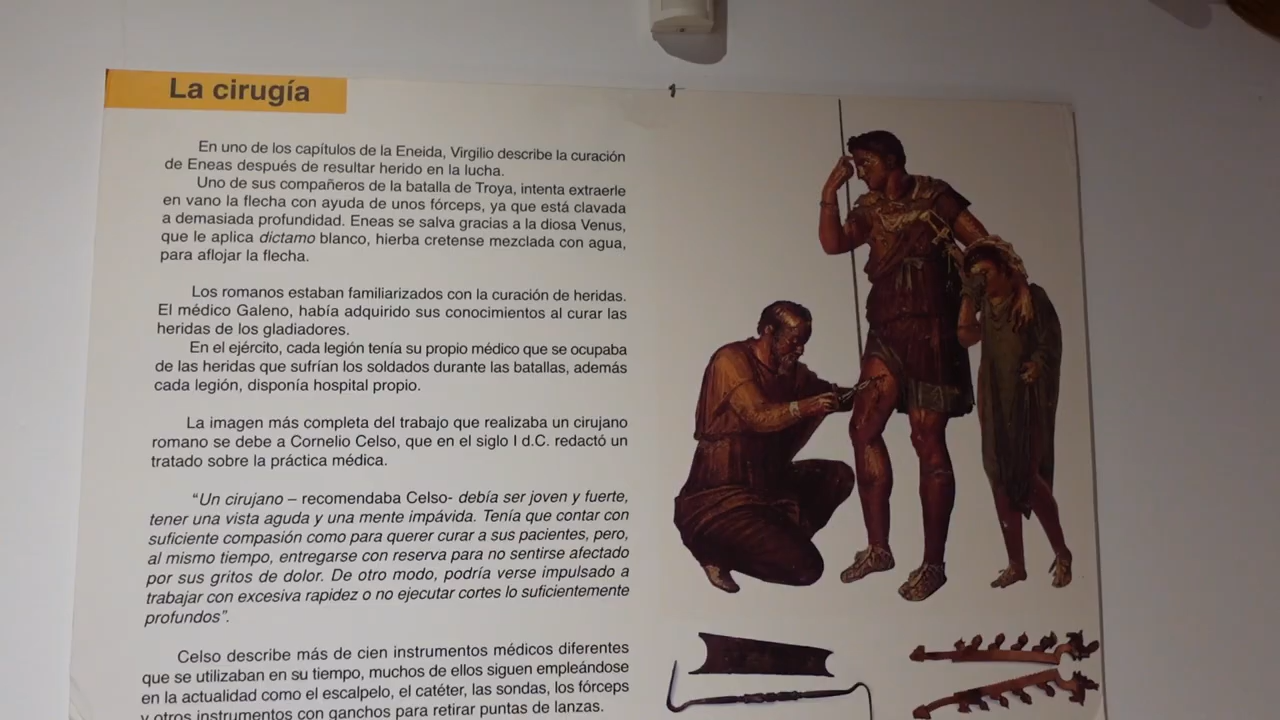 La cirugía
En uno de los capítulos de la Eneida, Virgilio describe la curación
de Eneas después de resultar herido en la lucha.
Uno de sus compañeros de la batalla de Troya, intenta extraerle
en vano la flecha con ayuda de unos fórceps, ya que está clavada
a demasiada profundidad. Eneas se salva gracias a la diosa Venus,
que le aplica dictamo blanco, hierba cretense mezclada con agua,
para aflojar la flecha.
Los romanos estaban familiarizados con la curación de heridas.
El médico Galeno, había adquirido sus conocimientos al curar las
heridas de los gladiadores.
En el ejército, cada legión tenía su propio médico que se ocupaba
de las heridas que sufrían los soldados durante las batallas, además
cada legión, disponía hospital propio.
La imagen más completa del trabajo que realizaba un cirujano
romano se debe a Cornelio Celso, que en el siglo I d.C. redactó un
tratado sobre la práctica médica.
“Un cirujano – recomendaba Celso- debía ser joven y fuerte,
tener una vista aguda y una mente impávida. Tenía que contar con
suficiente compasión como para querer curar a sus pacientes, pero,
al mismo tiempo, entregarse con reserva para no sentirse afectado
por sus gritos de dolor. De otro modo, podría verse impulsado a
trabajar con excesiva rapidez o no ejecutar cortes lo suficientemente
profundos”.
Celso describe más de cien instrumentos médicos diferentes
que se utilizaban en su tiempo, muchos de ellos siguen empleándose
en la actualidad como el escalpelo, el catéter, las sondas, los fórceps
y otros instrumentos con ganchos para retirar puntas de lanzas.